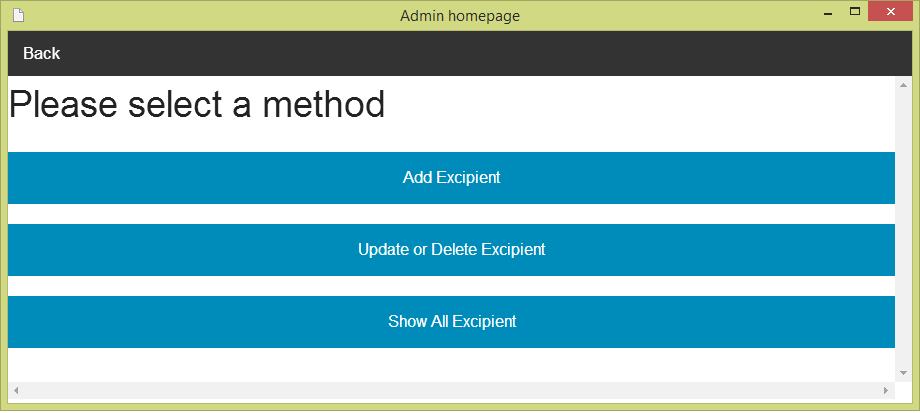 Admin homepage
Back
Please select a method
Add Excipient
Update or Delete Excipient
Show All Excipient